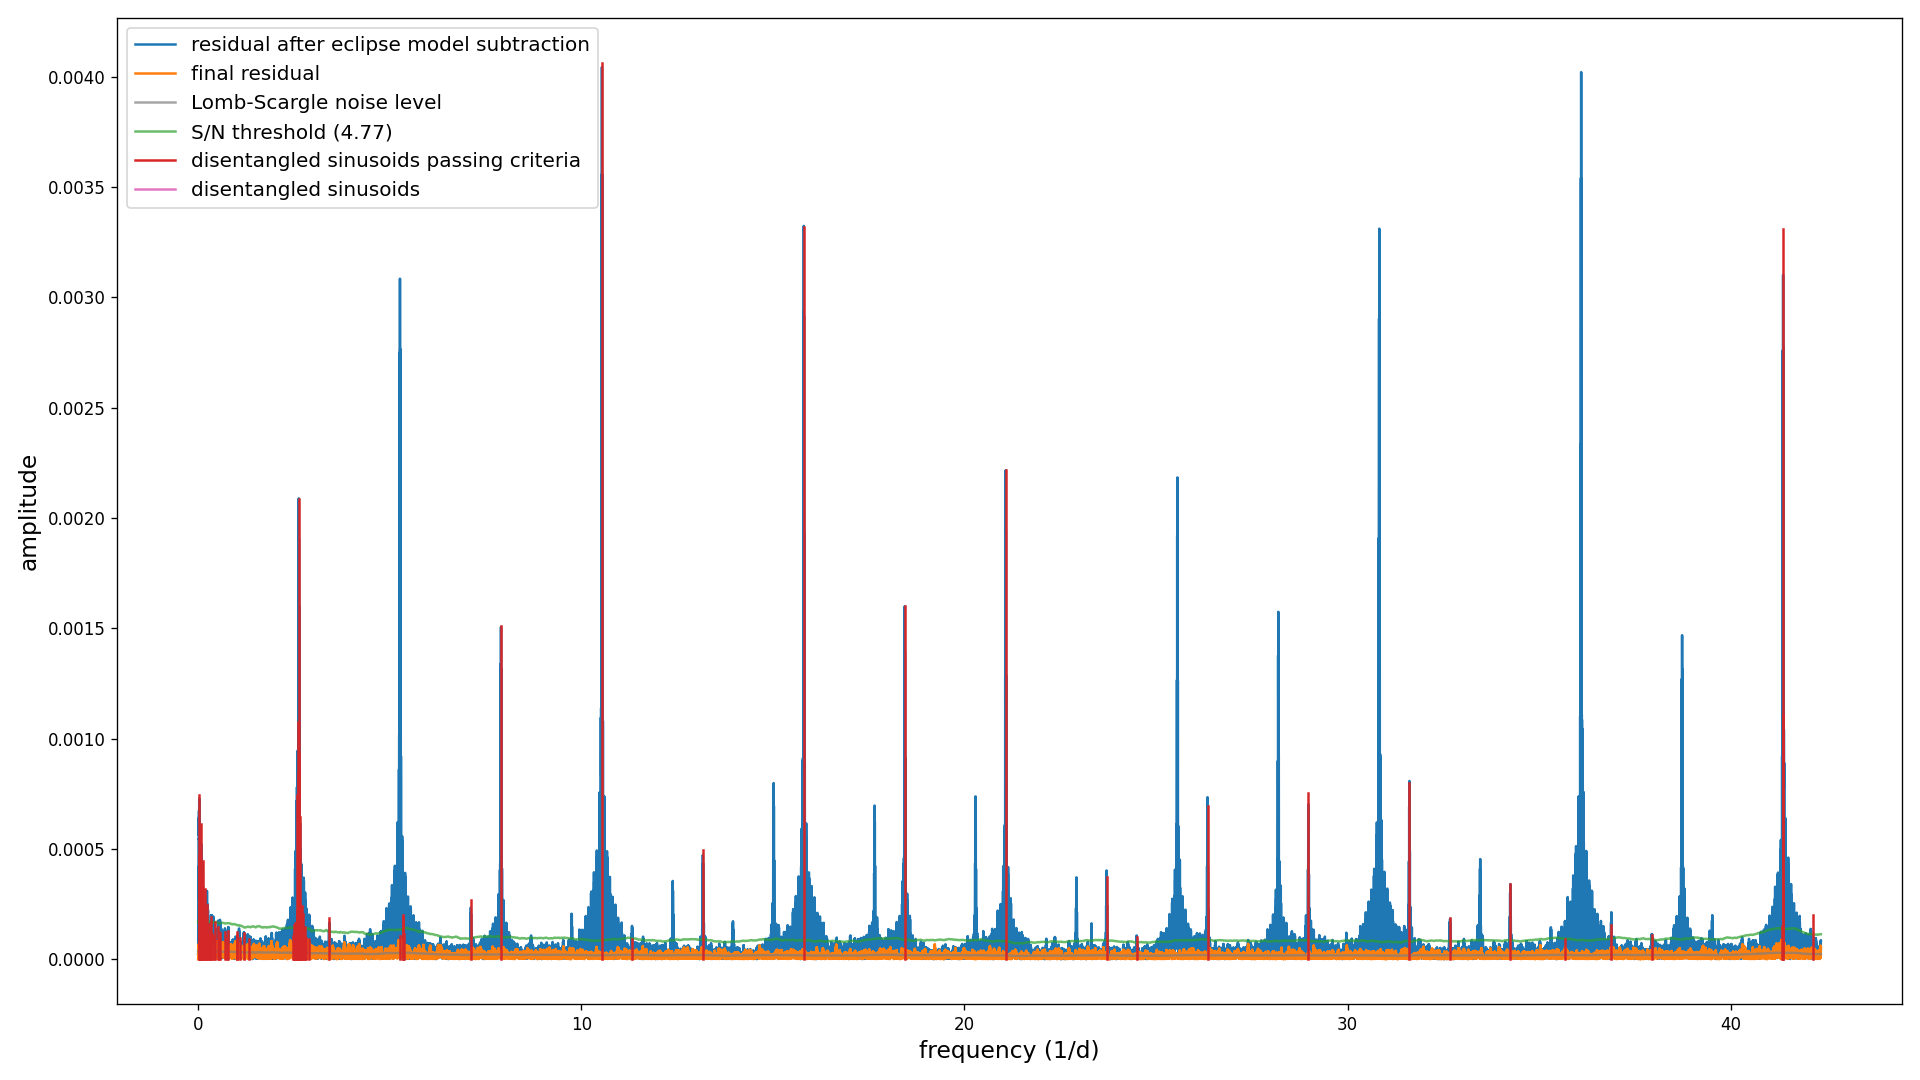 residual after eclipse model subtraction
final residual
Lomb-Scargle noise level
S/N threshold (4.77)
disentangled sinusoids passing criteria
disentangled sinusoids
0.0040
0.0035
0.0030
0.0025
0.0020
0.0015
0.0010
0.0005
0.0000
amplitude
0 10 20 30 40
frequency (1/d)